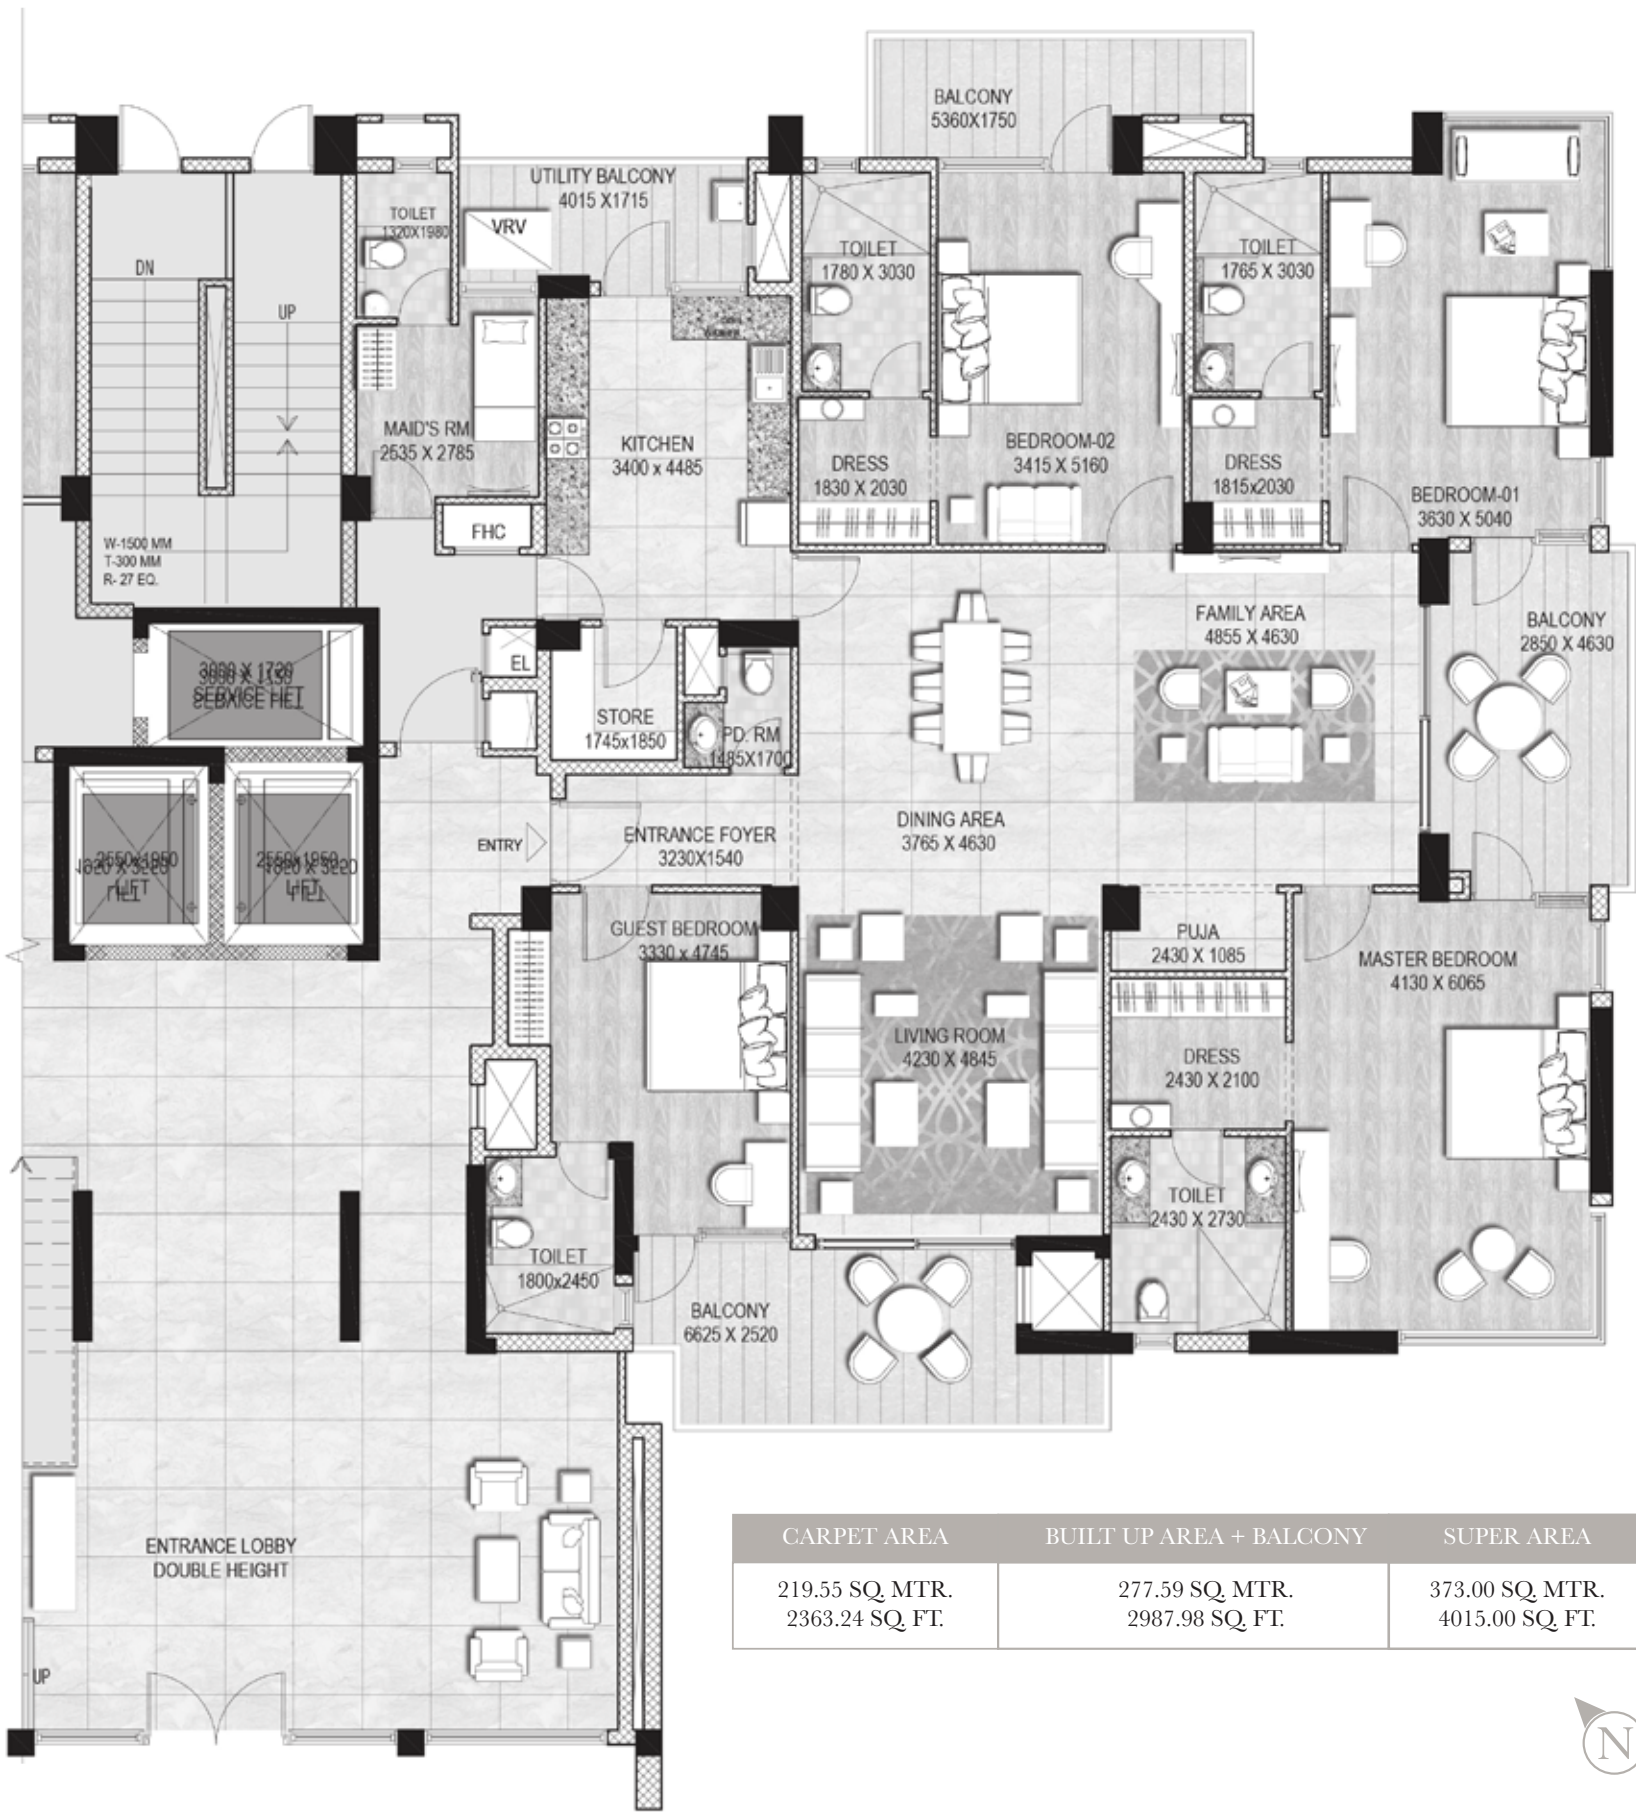 BALCONY
5360X1750
UTILITY BALCONY
4015 X1715
VRV
TOILET
1320X1980
DN
UP
TOILET
1780 X 3030
TOILET
1765 X 3030
MAID'S RM
2535 X 2785
KITCHEN
3400 x 4485
BEDROOM-02
3415 X 5160
DRESS
1830 X 2030
DRESS
1815x2030
BEDROOM-01
3630 X 5040
FHC
W-1500 MM
T-300 MM
R- 27 EQ.
FAMILY AREA
4855 X 4630
BALCONY
2850 X 4630
EL
SERVICE LIFT
STORE
1745x1850
PD. RM
1485X1700
DINING AREA
3765 X 4630
ENTRY
ENTRANCE FOYER
3230X1540
LIFT
LIFT
GUEST BEDROOM
3330 x 4745
PUJA
2430 X 1085
MASTER BEDROOM
4130 X 6065
LIVING ROOM
4230 X 4845
DRESS
2430 X 2100
TOILET
2430 X 2730
TOILET
1800x2450
BALCONY
6625 X 2520
ENTRANCE LOBBY
DOUBLE HEIGHT
UP
CARPET AREA BUILT UP AREA + BALCONY SUPER AREA
219.55 SQ. MTR. 277.59 SQ. MTR. 373.00 SQ. MTR.
2363.24 SQ. FT. 2987.98 SQ. FT. 4015.00 SQ. FT.
N